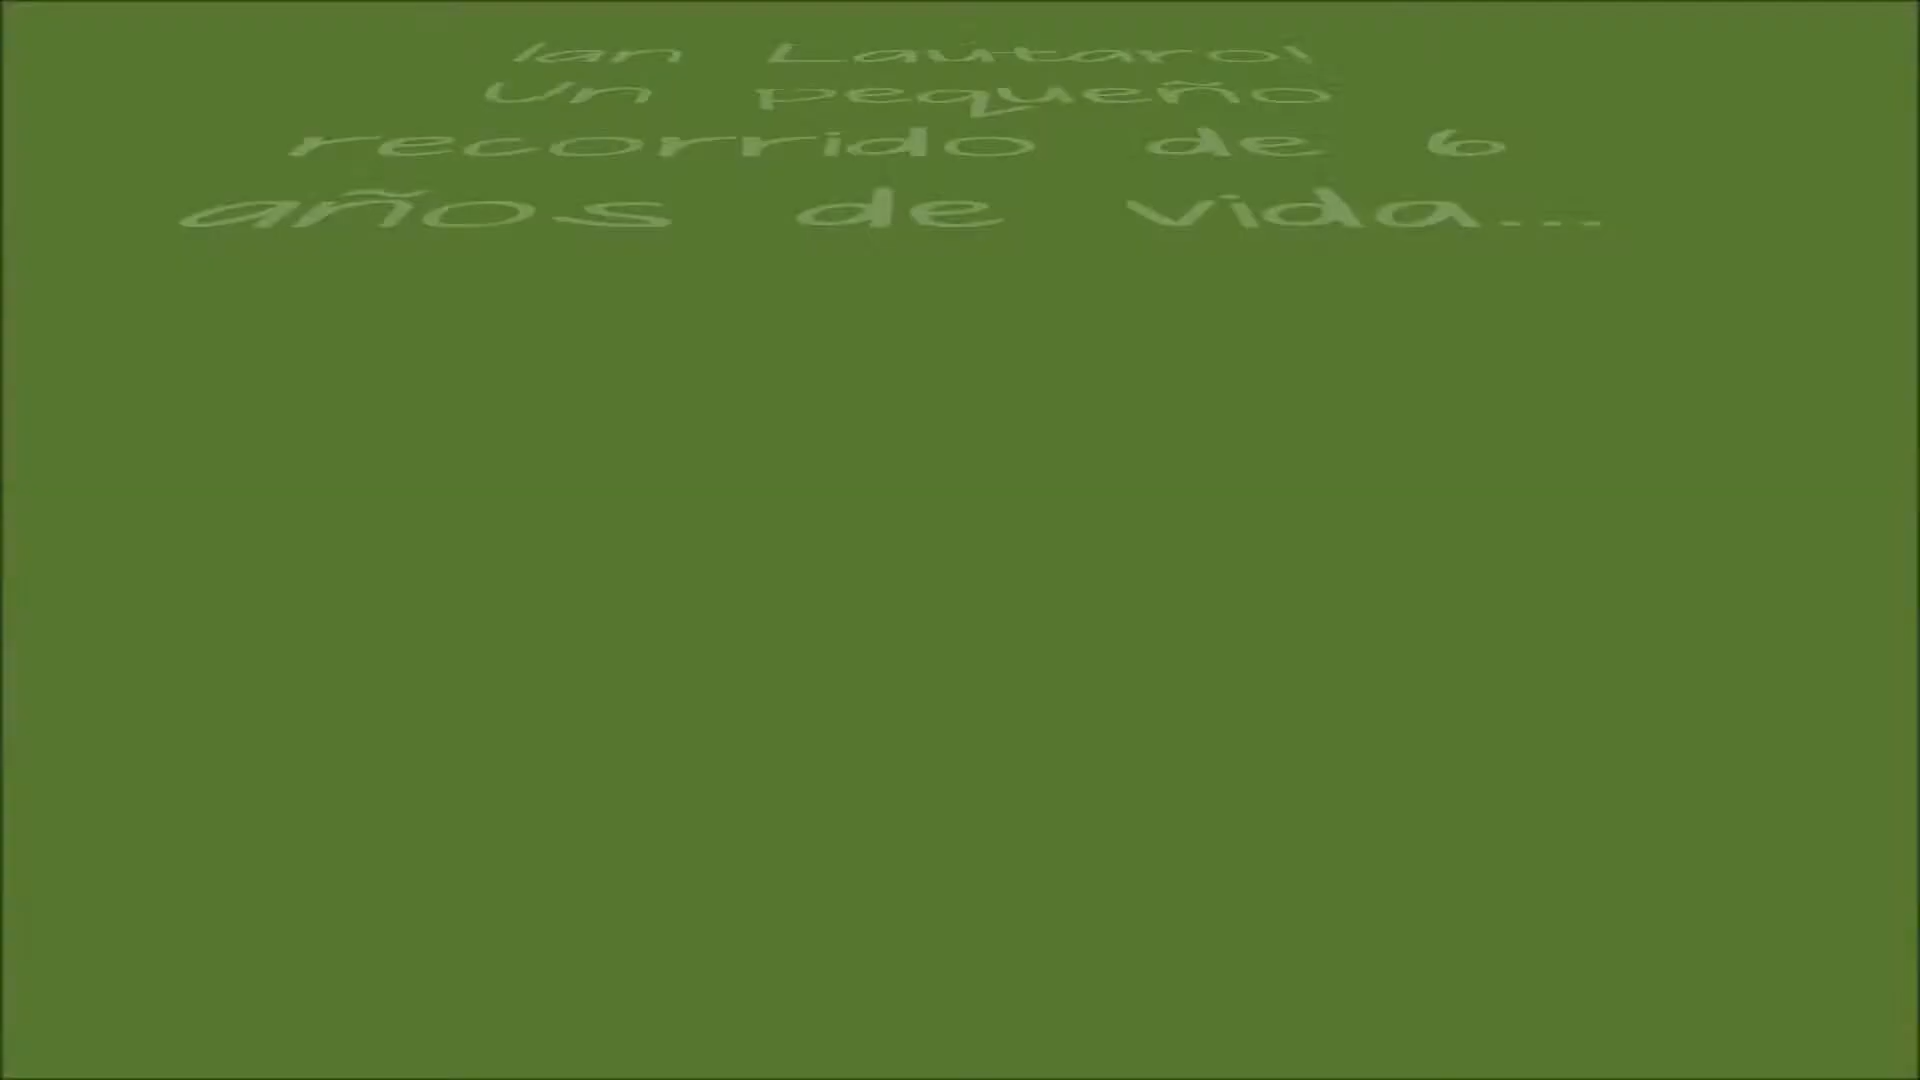 Ian Lautaro!
Un pequeño
recorrido de 6
años de vida...